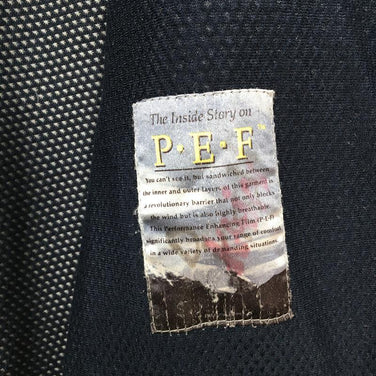 The Inside Story on
P·E·F™
You can't see it, but sandwiched between
the inner and outer layers of this garment is
a revolutionary barrier that not only blocks
the wind but is also highly breathable.
This Performance Enhancing Film (P·E·F)
significantly broadens your range of comfort
in a wide variety of demanding situations.